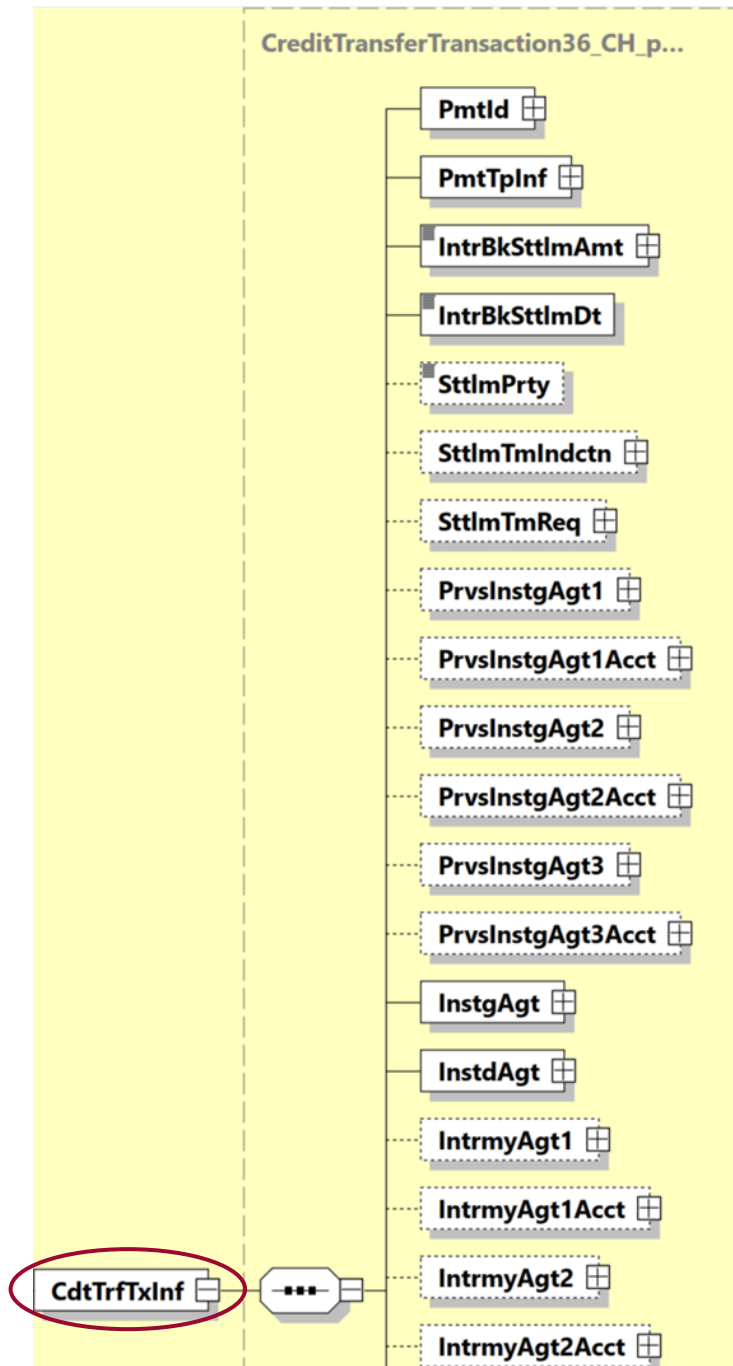 CreditTransferTransaction36_CH_p...
PmtId
PmtTpInf
IntrBkSttlmAmt
IntrBkSttlmDt
SttlmPrty
SttlmTmIndctn
SttlmTmReq
PrvsInstgAgt1
PrvsInstgAgt1Acct
PrvsInstgAgt2
PrvsInstgAgt2Acct
PrvsInstgAgt3
PrvsInstgAgt3Acct
InstgAgt
InstdAgt
IntrmyAgt1
IntrmyAgt1Acct
CdtTrfTxInf
IntrmyAgt2
IntrmyAgt2Acct